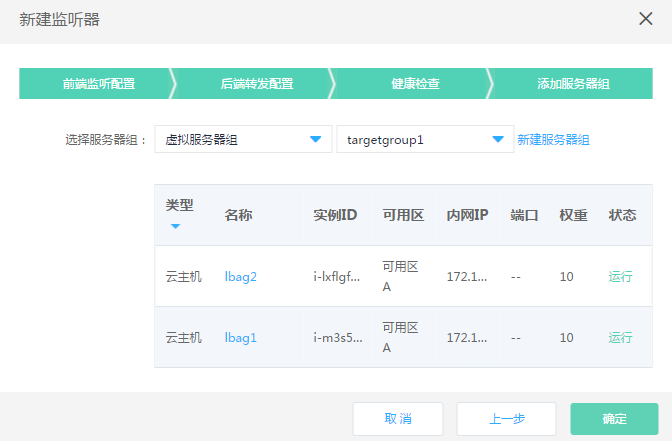 新建监听器
前端监听配置 后端转发配置 健康检查 添加服务器组
选择服务器组： 虚拟服务器组 targetgroup1 新建服务器组
类型 名称 实例ID 可用区 内网IP 端口 权重 状态
云主机 lbag2 i-lxflgf... 可用区A 172.1... -- 10 运行
云主机 lbag1 i-m3s5... 可用区A 172.1... -- 10 运行
取消 上一步 确定